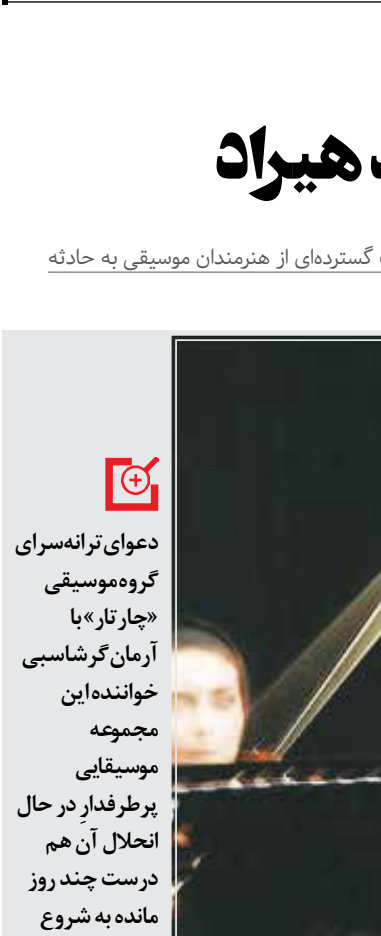 هیراد
گسترده‌ای از هنرمندان موسیقی به حادثه
دعوای ترانه‌سرای
گروه موسیقی
«چارتار» با
آرمان گرشاسبی
خواننده این
مجموعه
موسیقایی
پرطرفدارِ در حال
انحلال آن هم
درست چند روز
مانده به شروع